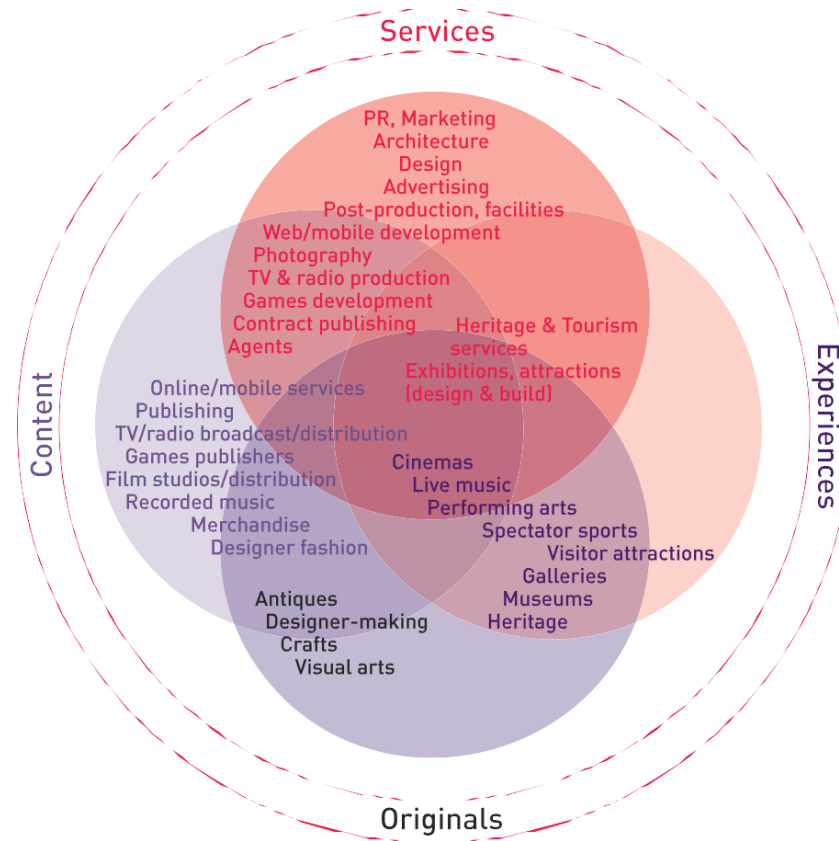 Services
PR, Marketing
Architecture
Design
Advertising
Post-production, facilities
Web/mobile development
Photography
TV & radio production
Games development
Contract publishing
Agents
Heritage & Tourism
services
Exhibitions, attractions
(design & build)
Content
Online/mobile services
Publishing
TV/radio broadcast/distribution
Games publishers
Film studios/distribution
Recorded music
Merchandise
Designer fashion
Experiences
Cinemas
Live music
Performing arts
Spectator sports
Visitor attractions
Galleries
Museums
Heritage
Antiques
Designer-making
Crafts
Visual arts
Originals